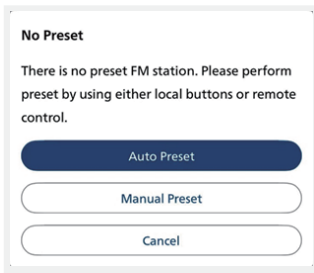 No Preset
There is no preset FM station. Please perform
preset by using either local buttons or remote
control.
Auto Preset
Manual Preset
Cancel